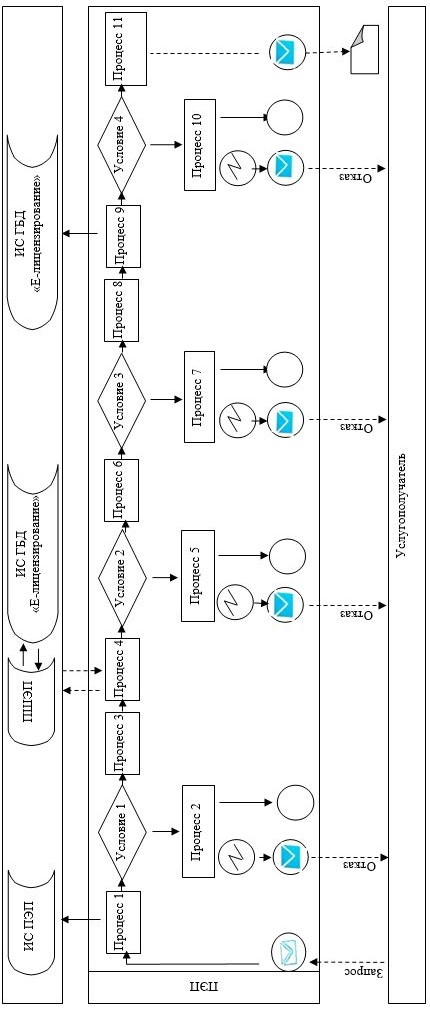 ИС ПЭП
ПШЭП
ИС ГБД
«Е-лицензирование»
ИС ГБД
«Е-лицензирование»
ПЭП
Процесс 1
Условие 1
Процесс 2
Процесс 3
Процесс 4
Условие 2
Процесс 5
Процесс 6
Условие 3
Процесс 7
Процесс 8
Процесс 9
Условие 4
Процесс 10
Процесс 11
Запрос
Отказ
Отказ
Отказ
Отказ
Услугополучатель